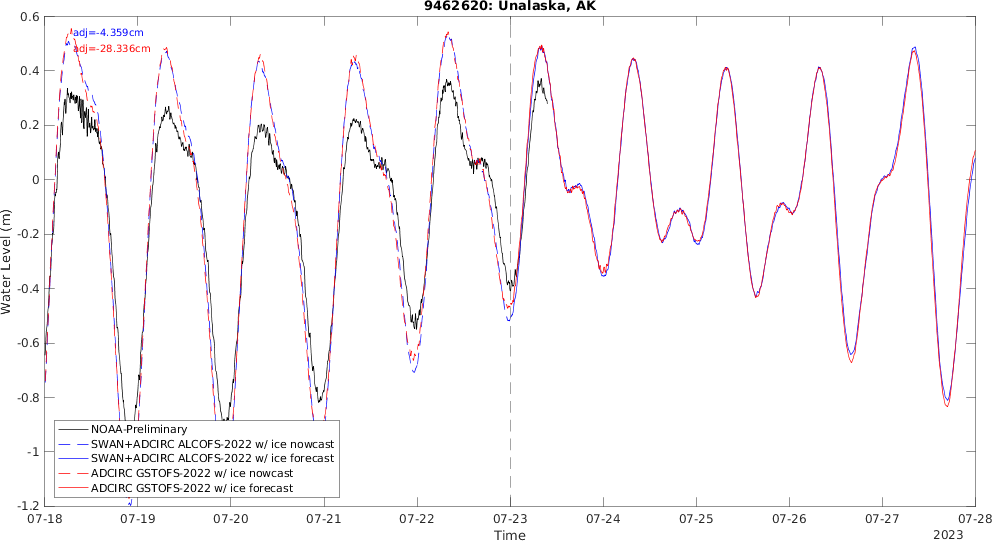 9462620: Unalaska, AK
adj=-4.359cm
adj=-28.336cm
Water Level (m)
0.6
0.4
0.2
0
-0.2
-0.4
-0.6
-0.8
-1
-1.2
NOAA-Preliminary
SWAN+ADCIRC ALCOFS-2022 w/ ice nowcast
SWAN+ADCIRC ALCOFS-2022 w/ ice forecast
ADCIRC GSTOFS-2022 w/ ice nowcast
ADCIRC GSTOFS-2022 w/ ice forecast
07-18 07-19 07-20 07-21 07-22 07-23 07-24 07-25 07-26 07-27 07-28
Time
2023